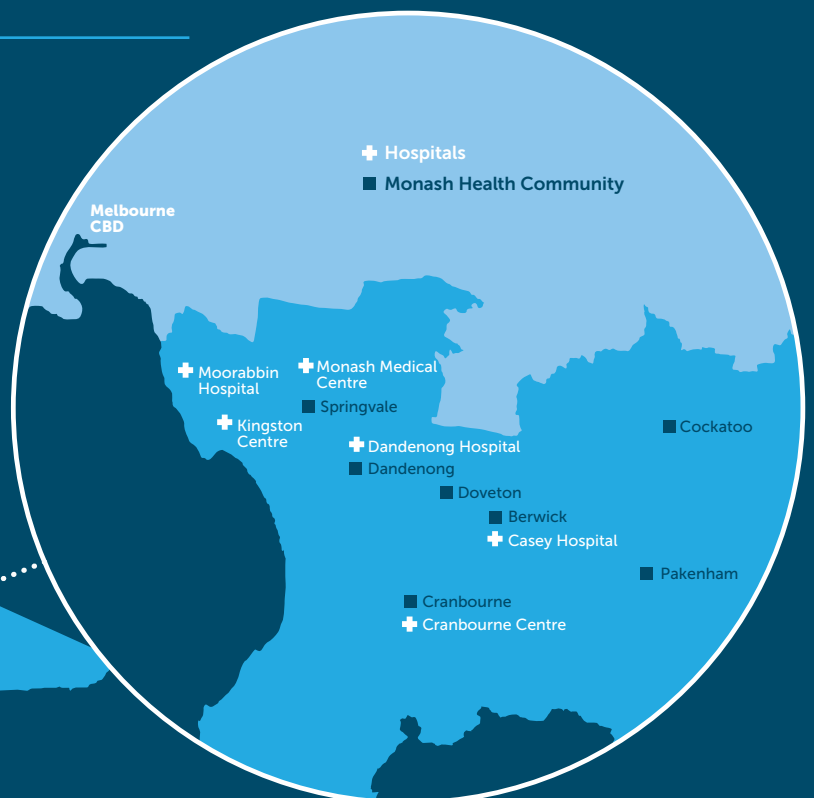 Hospitals
Monash Health Community
Melbourne
CBD
Moorabbin
Hospital
Monash Medical
Centre
Springvale
Kingston
Centre
Dandenong Hospital
Dandenong
Cockatoo
Doveton
Berwick
Casey Hospital
Pakenham
Cranbourne
Cranbourne Centre